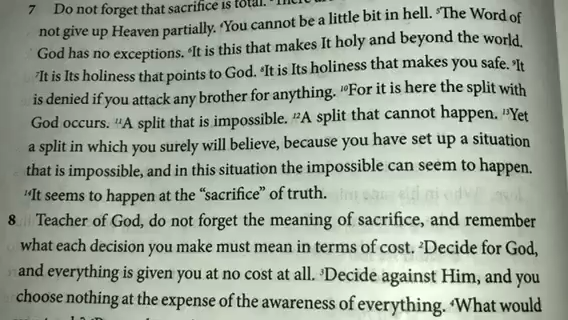 7 Do not forget that sacrifice is total.
not give up Heaven partially. ⁴You cannot be a little bit in hell. ⁵The Word of
God has no exceptions. ⁶It is this that makes It holy and beyond the world.
⁷It is Its holiness that points to God. ⁸It is Its holiness that makes you safe. ⁹It
is denied if you attack any brother for anything. ¹⁰For it is here the split with
God occurs. ¹¹A split that is impossible. ¹²A split that cannot happen. ¹³Yet
a split in which you surely will believe, because you have set up a situation
that is impossible, and in this situation the impossible can seem to happen.
¹⁴It seems to happen at the “sacrifice” of truth.
8 Teacher of God, do not forget the meaning of sacrifice, and remember
what each decision you make must mean in terms of cost. ²Decide for God,
and everything is given you at no cost at all. ³Decide against Him, and you
choose nothing at the expense of the awareness of everything. ⁴What would